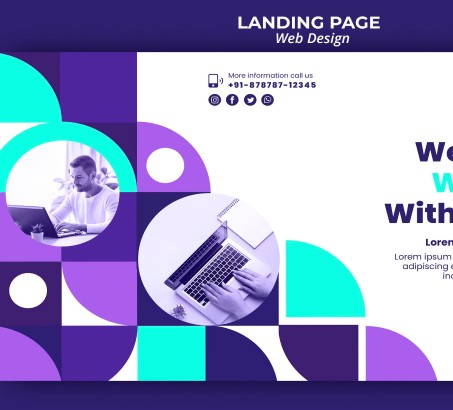 LANDING PAGE
Web Design
More information call us
+91-878787-12345
We
W
With
Loren
Lorem ipsum
adipiscing e
inc